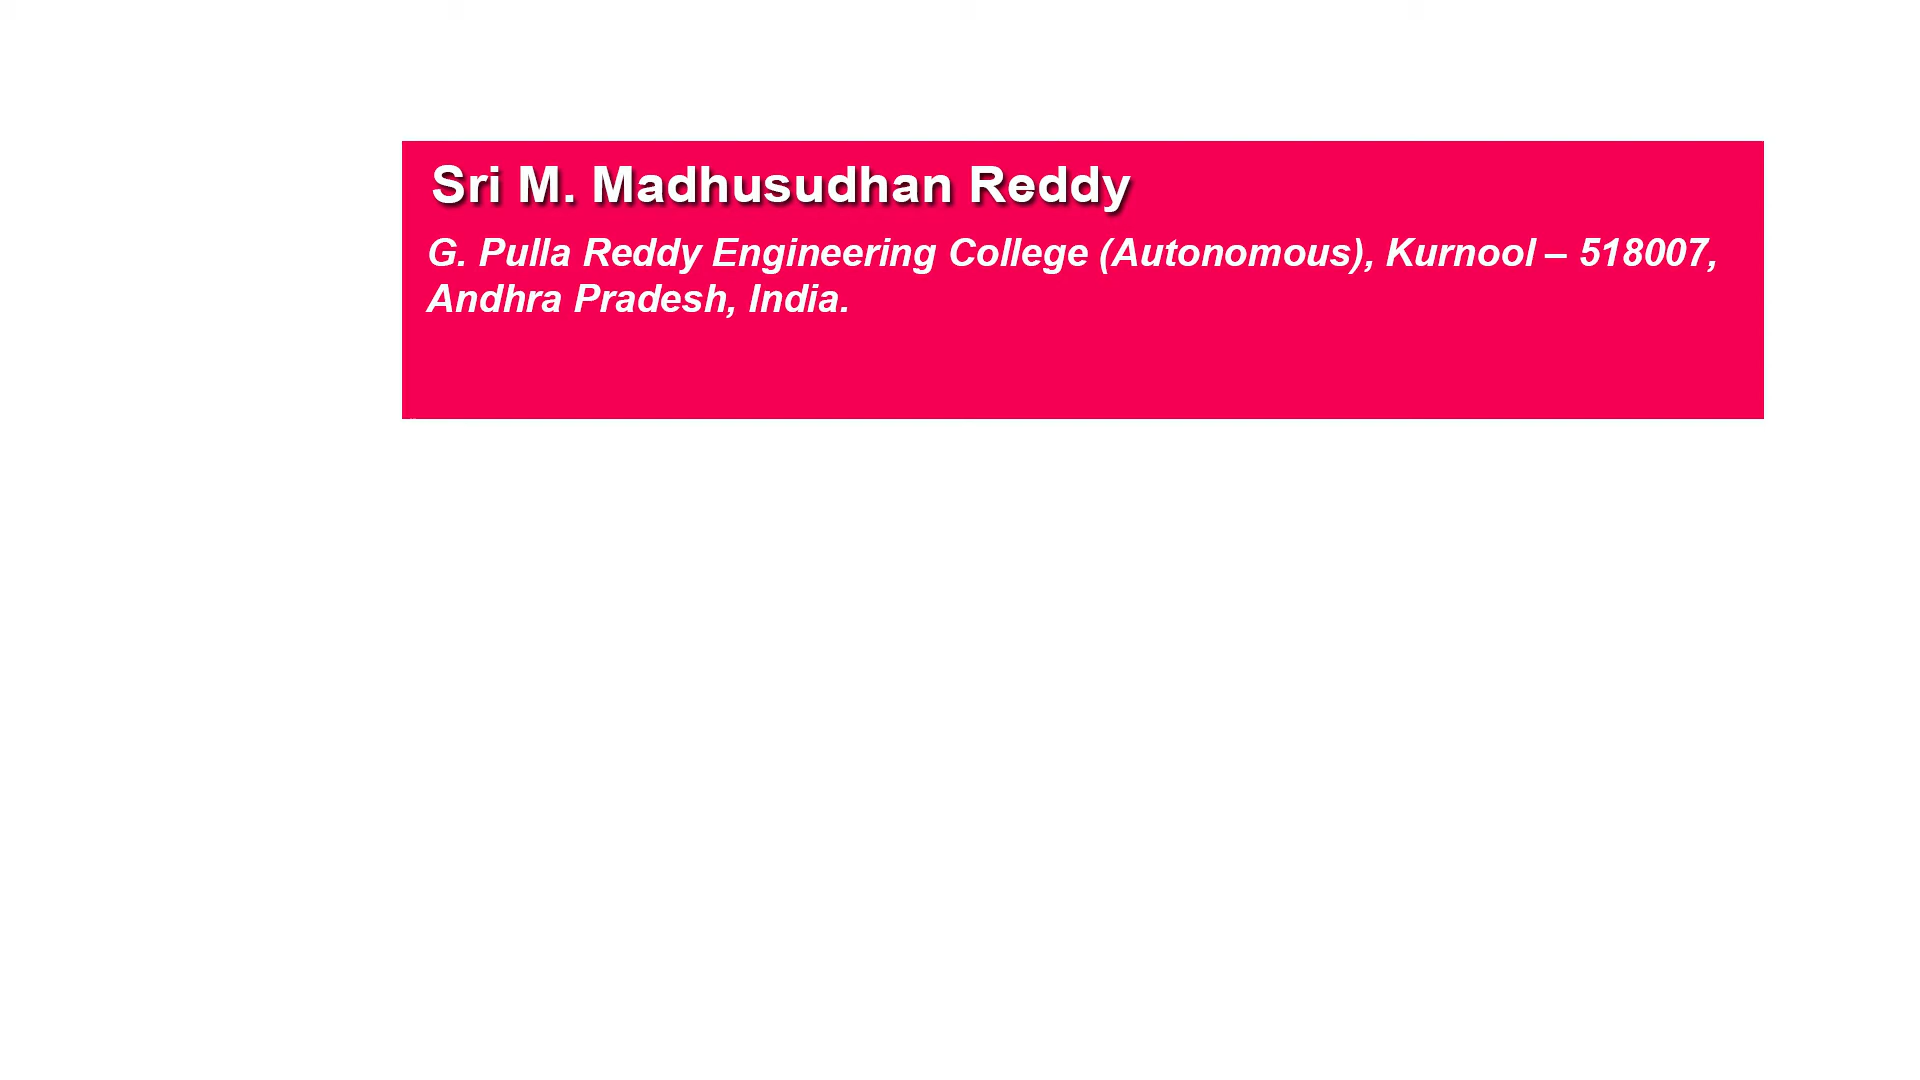 Sri M. Madhusudhan Reddy
G. Pulla Reddy Engineering College (Autonomous), Kurnool – 518007,
Andhra Pradesh, India.